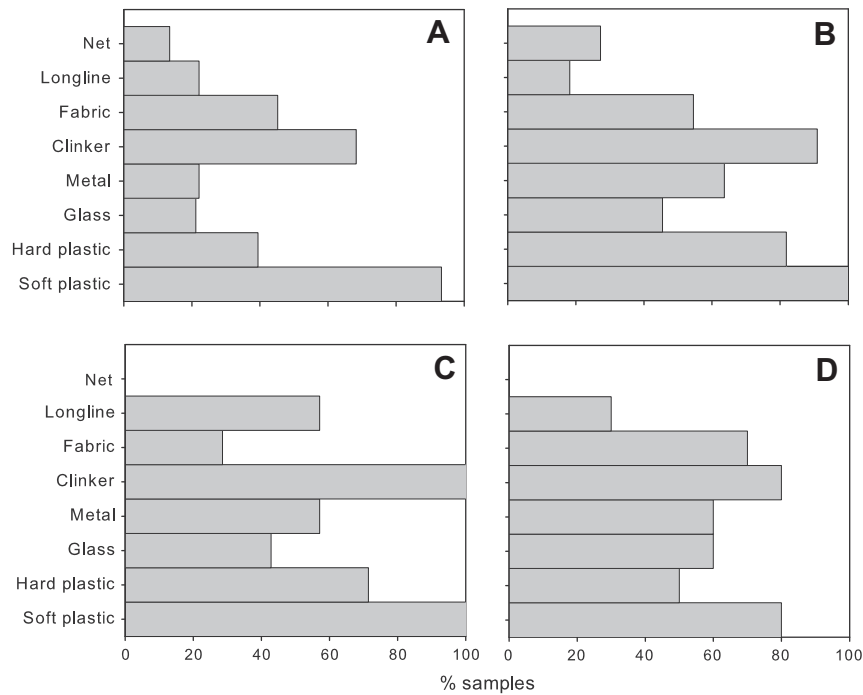 A
B
Net
Longline
Fabric
Clinker
Metal
Glass
Hard plastic
Soft plastic
C
D
Net
Longline
Fabric
Clinker
Metal
Glass
Hard plastic
Soft plastic
0 20 40 60 80 100
0 20 40 60 80 100
% samples